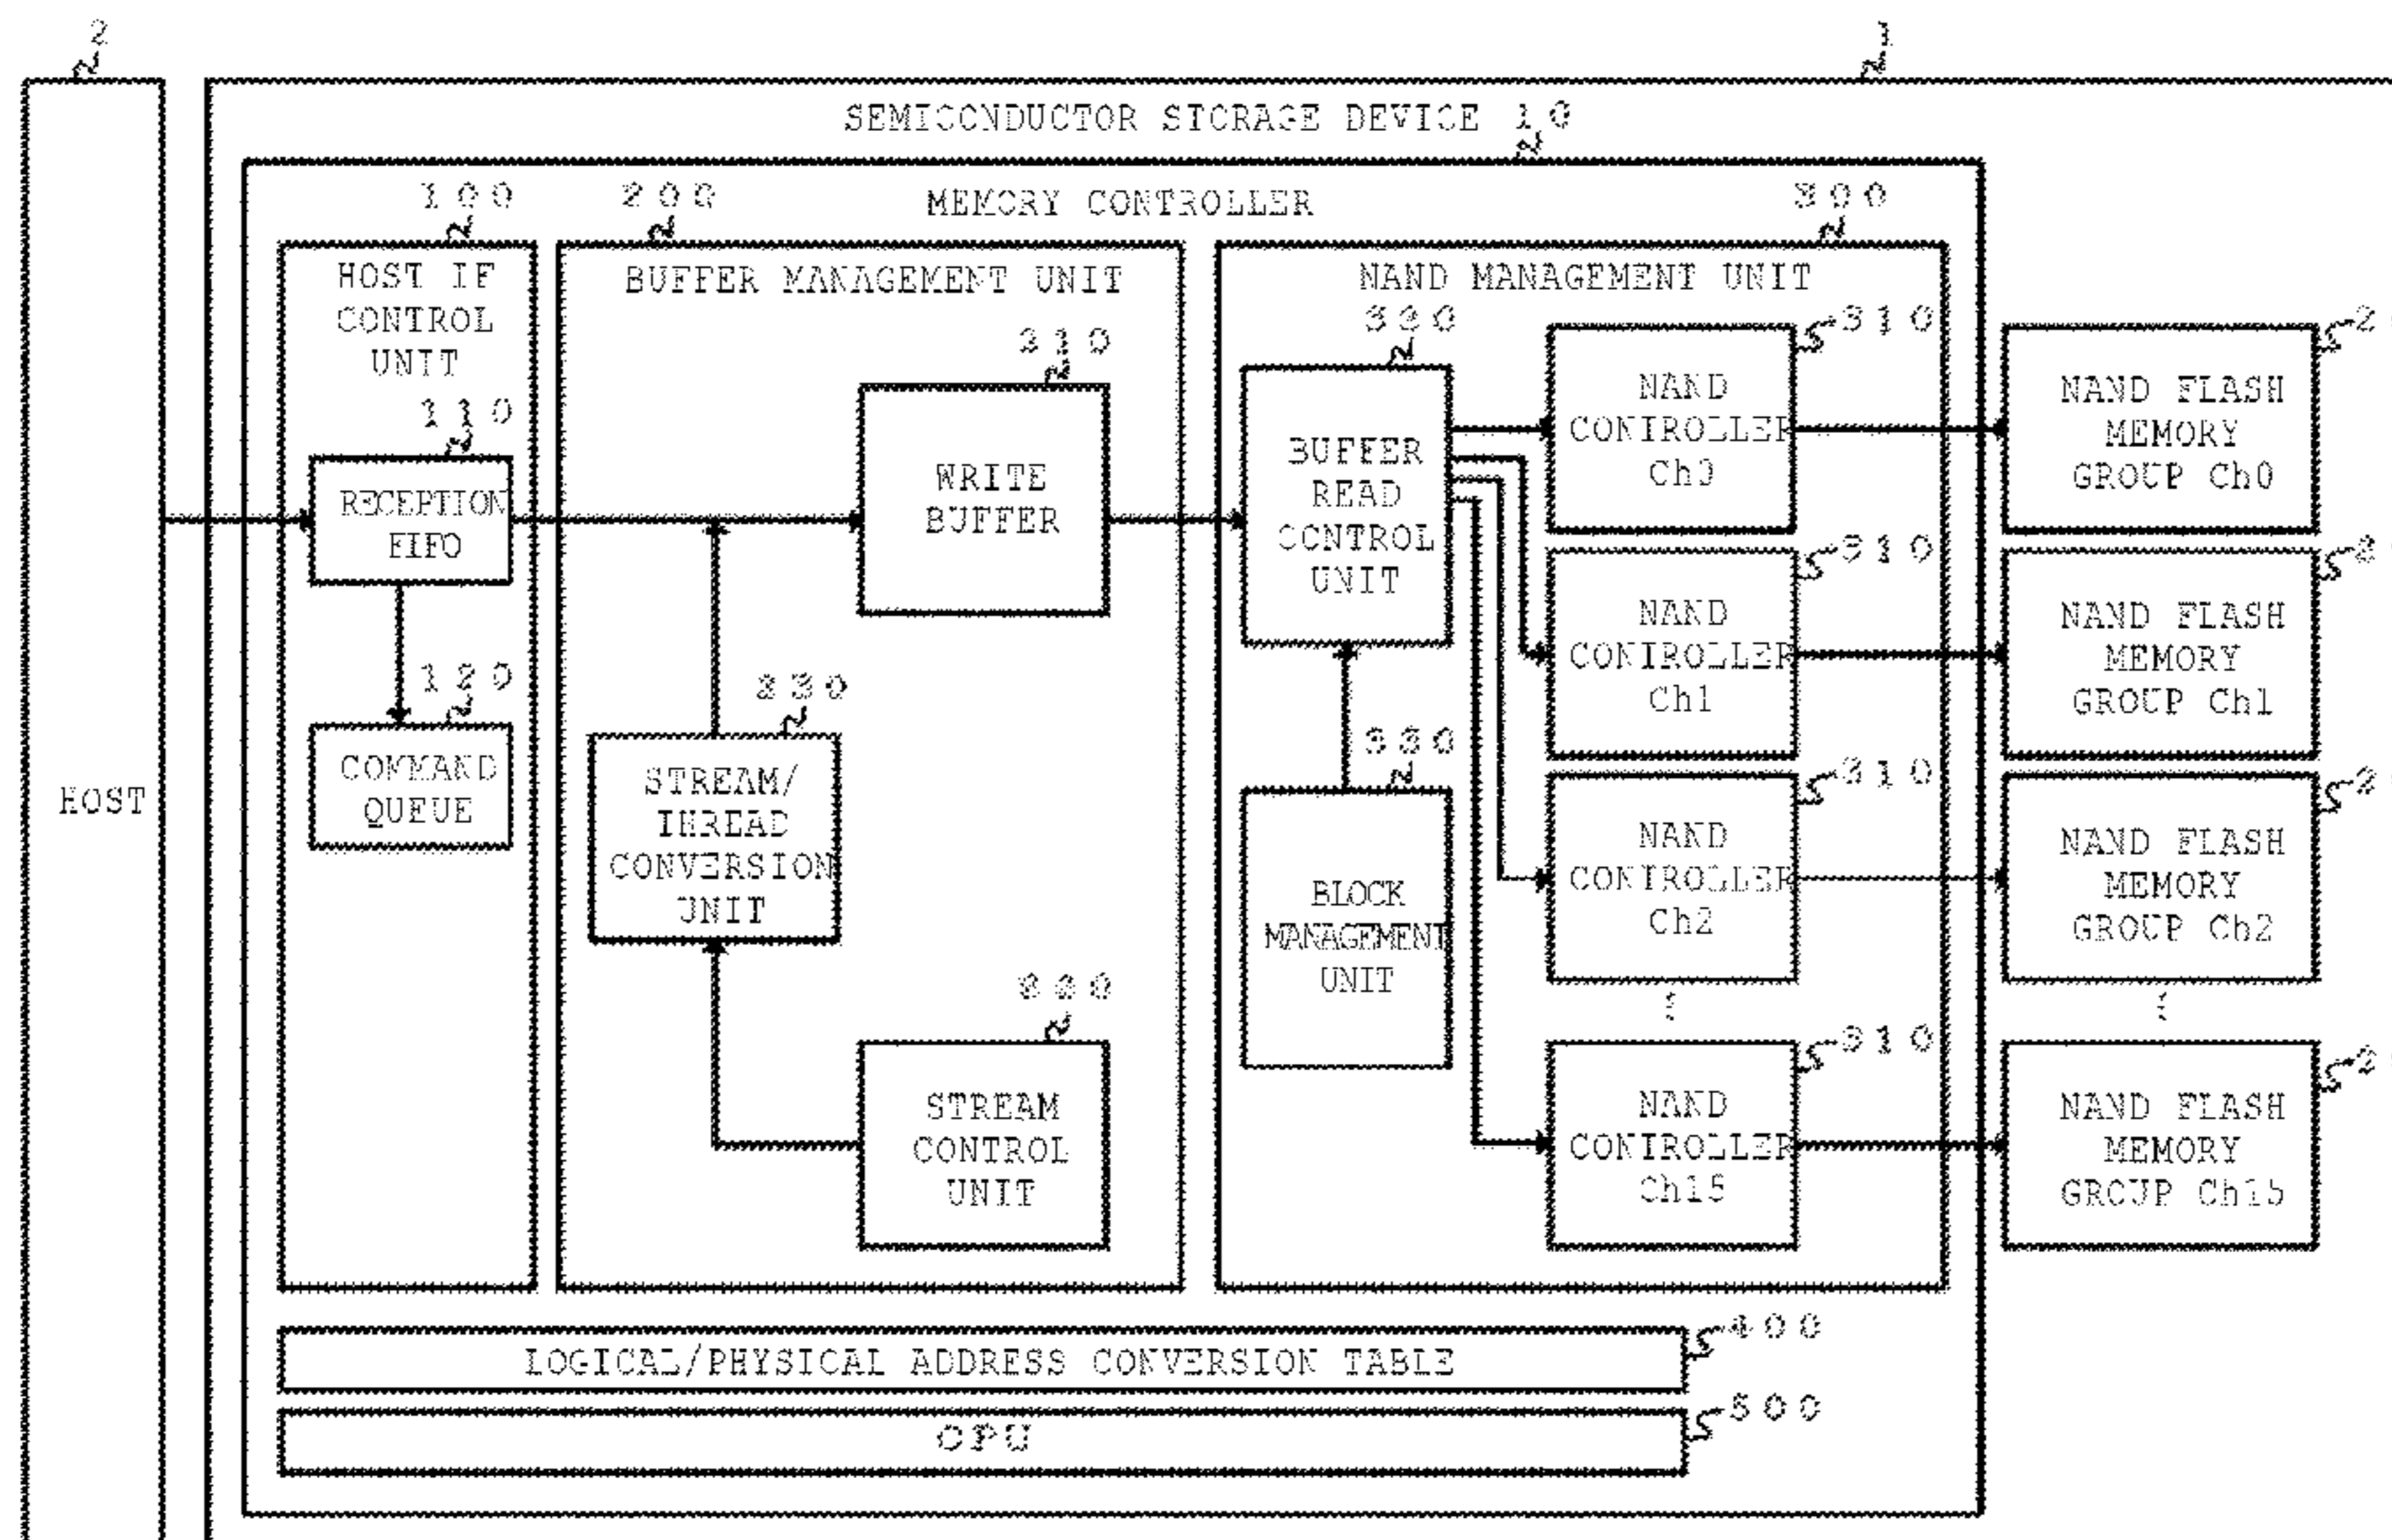 2
1
SEMICONDUCTOR STORAGE DEVICE 10
100
200
MEMORY CONTROLLER
300
HOST IF
CONTROL
UNIT
BUFFER MANAGEMENT UNIT
NAND MANAGEMENT UNIT
110
RECEPTION
FIFO
120
COMMAND
QUEUE
HOST
210
WRITE
BUFFER
230
STREAM/
THREAD
CONVERSION
UNIT
220
STREAM
CONTROL
UNIT
BUFFER
READ
CONTROL
UNIT
BLOCK
MANAGEMENT
UNIT
310
NAND
CONTROLLER
Ch0
NAND FLASH
MEMORY
GROUP Ch0
310
NAND
CONTROLLER
Ch1
NAND FLASH
MEMORY
GROUP Ch1
310
NAND
CONTROLLER
Ch2
NAND FLASH
MEMORY
GROUP Ch2
310
NAND
CONTROLLER
Ch15
NAND FLASH
MEMORY
GROUP Ch15
400
LOGICAL/PHYSICAL ADDRESS CONVERSION TABLE
500
CPU